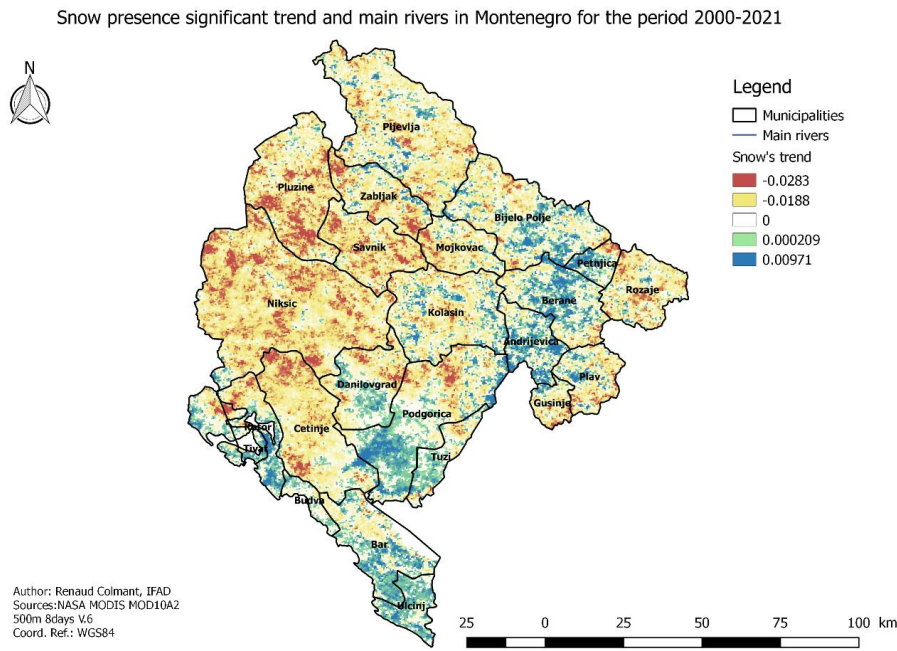 Snow presence significant trend and main rivers in Montenegro for the period 2000-2021
N
Legend
Municipalities
Main rivers
Snow's trend
-0.0283
-0.0188
0
0.000209
0.00971
Pljevlja
Pluzine
Zabljak
Bijelo Polje
Savnik
Mojkovac
Petnjica
Rozaje
Niksic
Berane
Kolasin
Andrijevica
Danilovgrad
Plav
Gusinje
Podgorica
Kotor
Cetinje
Tivat
Tuzi
Budva
Bar
Ulcinj
Author: Renaud Colmant, IFAD
Sources:NASA MODIS MOD10A2
500m 8days V.6
Coord. Ref.: WGS84
25 0 25 50 75 100 km